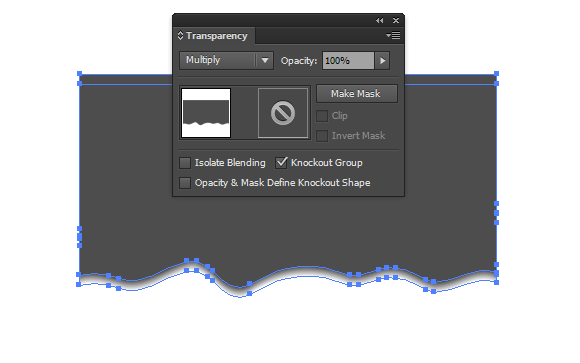 Transparency
Multiply Opacity: 100%
Make Mask
Clip
Invert Mask
Isolate Blending Knockout Group
Opacity & Mask Define Knockout Shape